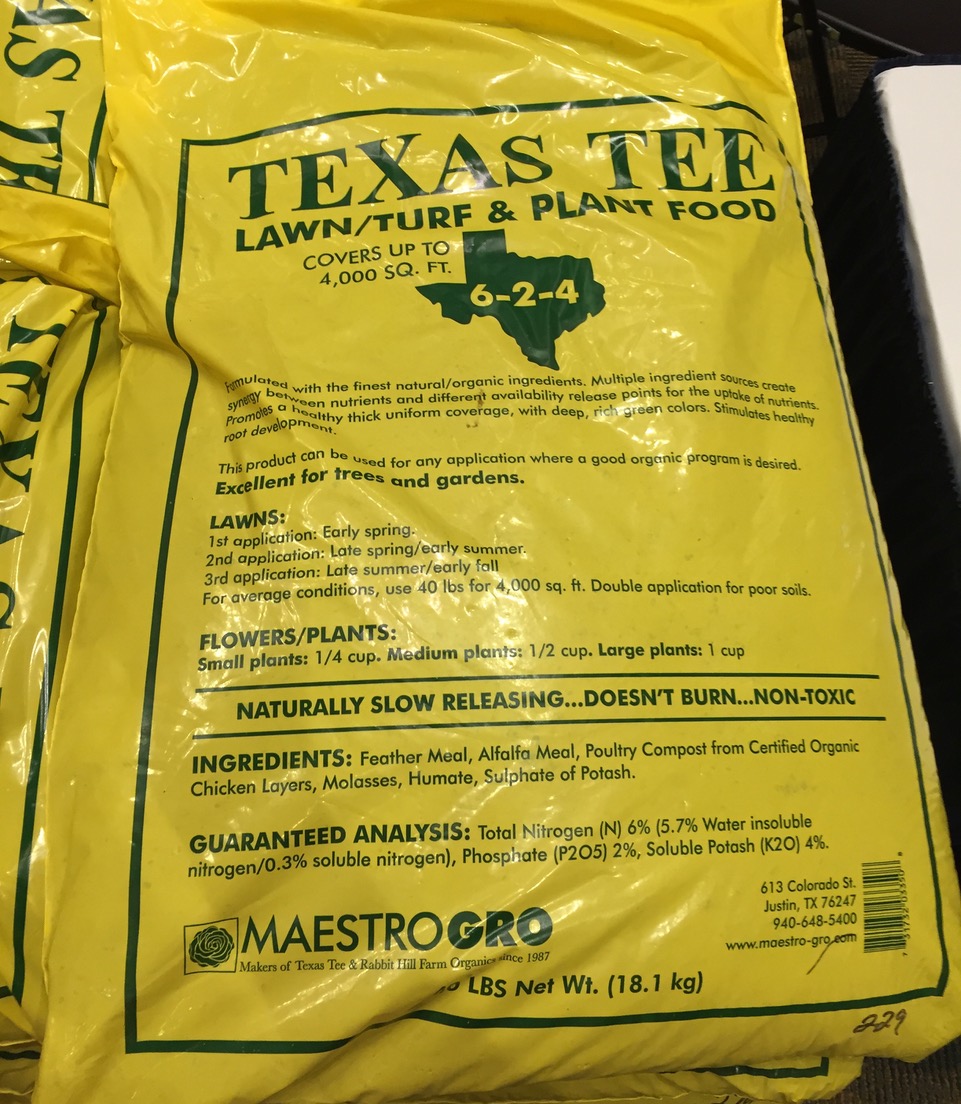 TEXAS TEE
LAWN/TURF & PLANT FOOD
COVERS UP TO
4,000 SQ. FT.
6-2-4
Formulated with the finest natural/organic ingredients. Multiple ingredient sources create
synergy between nutrients and different availability release points for the uptake of nutrients.
Promotes a healthy thick uniform coverage, with deep, rich green colors. Stimulates healthy
root development.
This product can be used for any application where a good organic program is desired.
Excellent for trees and gardens.
LAWNS:
1st application: Early spring.
2nd application: Late spring/early summer.
3rd application: Late summer/early fall
For average conditions, use 40 lbs for 4,000 sq. ft. Double application for poor soils.
FLOWERS/PLANTS:
Small plants: 1/4 cup. Medium plants: 1/2 cup. Large plants: 1 cup
NATURALLY SLOW RELEASING...DOESN'T BURN...NON-TOXIC
INGREDIENTS: Feather Meal, Alfalfa Meal, Poultry Compost from Certified Organic
Chicken Layers, Molasses, Humate, Sulphate of Potash.
GUARANTEED ANALYSIS: Total Nitrogen (N) 6% (5.7% Water insoluble
nitrogen/0.3% soluble nitrogen), Phosphate (P2O5) 2%, Soluble Potash (K2O) 4%.
613 Colorado St.
Justin, TX 76247
940-648-5400
www.maestro-gro.com
MAESTROGRO
Makers of Texas Tee & Rabbit Hill Farm Organics since 1987
LBS Net Wt. (18.1 kg)
229